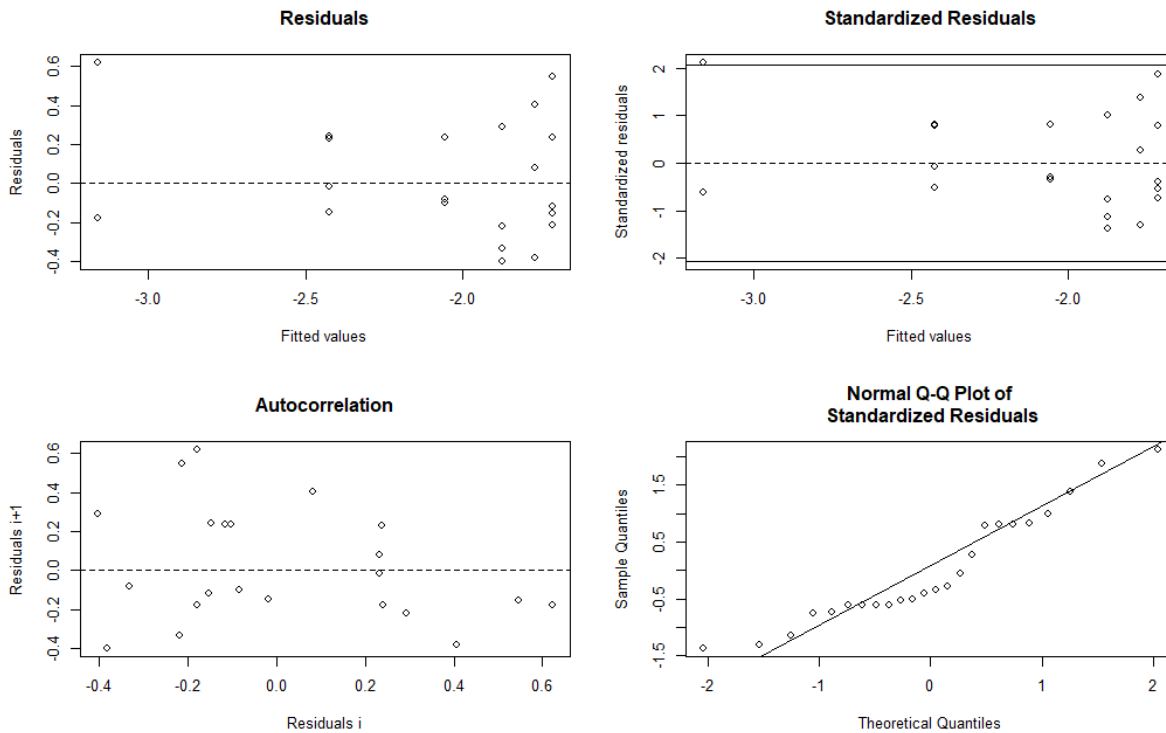 Residuals
Residuals
0.6
0.4
0.2
0.0
-0.2
-0.4
-3.0 -2.5 -2.0
Fitted values
Standardized Residuals
Standardized residuals
2
1
0
-1
-2
-3.0 -2.5 -2.0
Fitted values
Autocorrelation
Residuals i+1
0.6
0.4
0.2
0.0
-0.2
-0.4
-0.4 -0.2 0.0 0.2 0.4 0.6
Residuals i
Normal Q-Q Plot of
Standardized Residuals
Sample Quantiles
1.5
0.5
-0.5
-1.5
-2 -1 0 1 2
Theoretical Quantiles